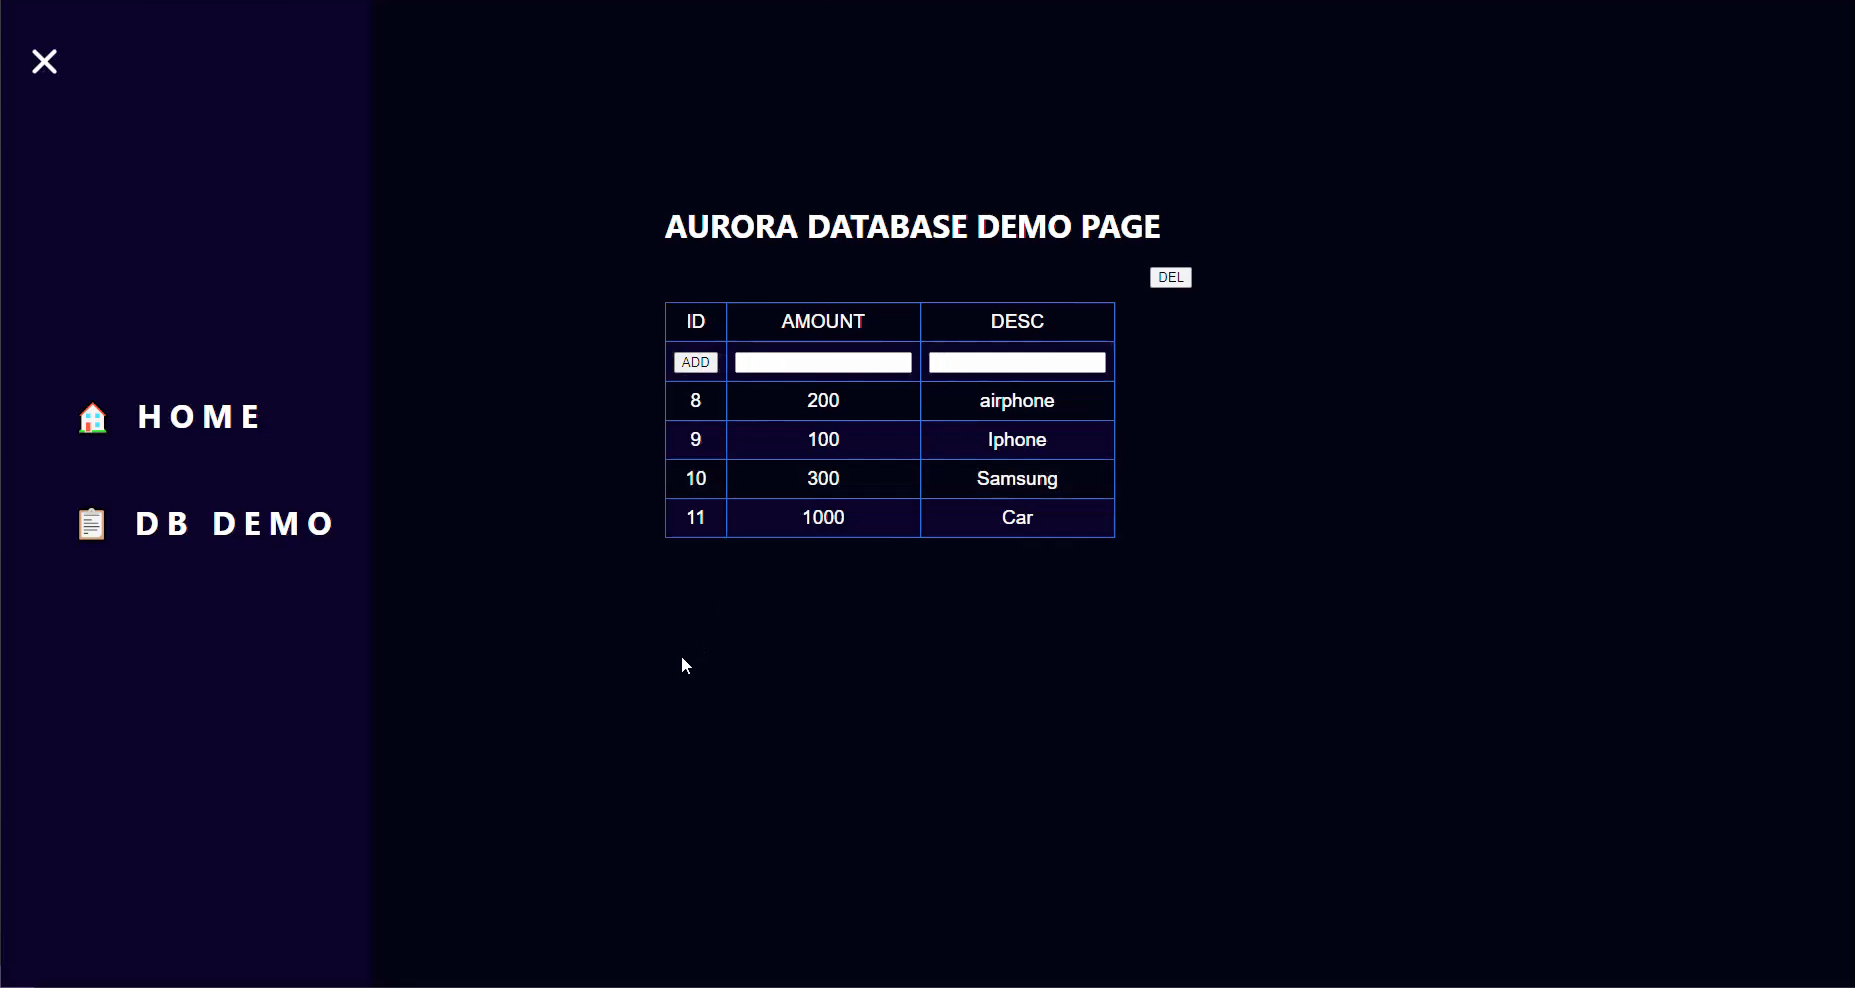 HOME
DB DEMO
AURORA DATABASE DEMO PAGE
DEL
ID AMOUNT DESC
ADD
8 200 airphone
9 100 Iphone
10 300 Samsung
11 1000 Car